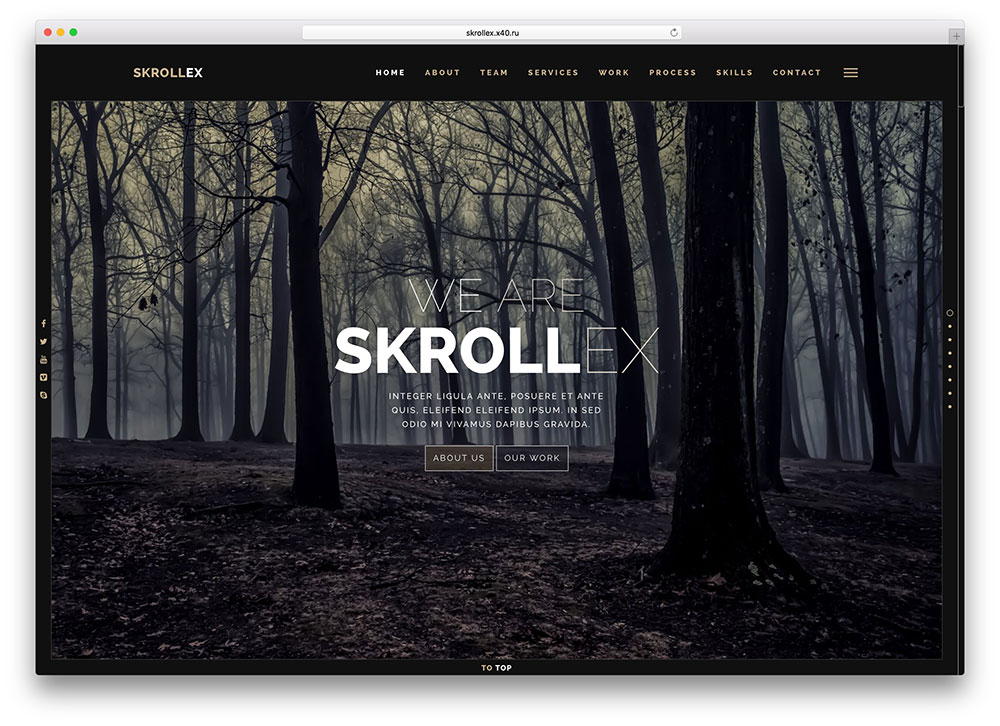 skrollex.x40.ru
SKROLLEX
HOME ABOUT TEAM SERVICES WORK PROCESS SKILLS CONTACT
WE ARE
SKROLLEX
INTEGER LIGULA ANTE, POSUERE ET ANTE
QUIS, ELEIFEND ELEIFEND IPSUM. IN SED
ODIO MI VIVAMUS DAPIBUS GRAVIDA.
ABOUT US OUR WORK
TO TOP